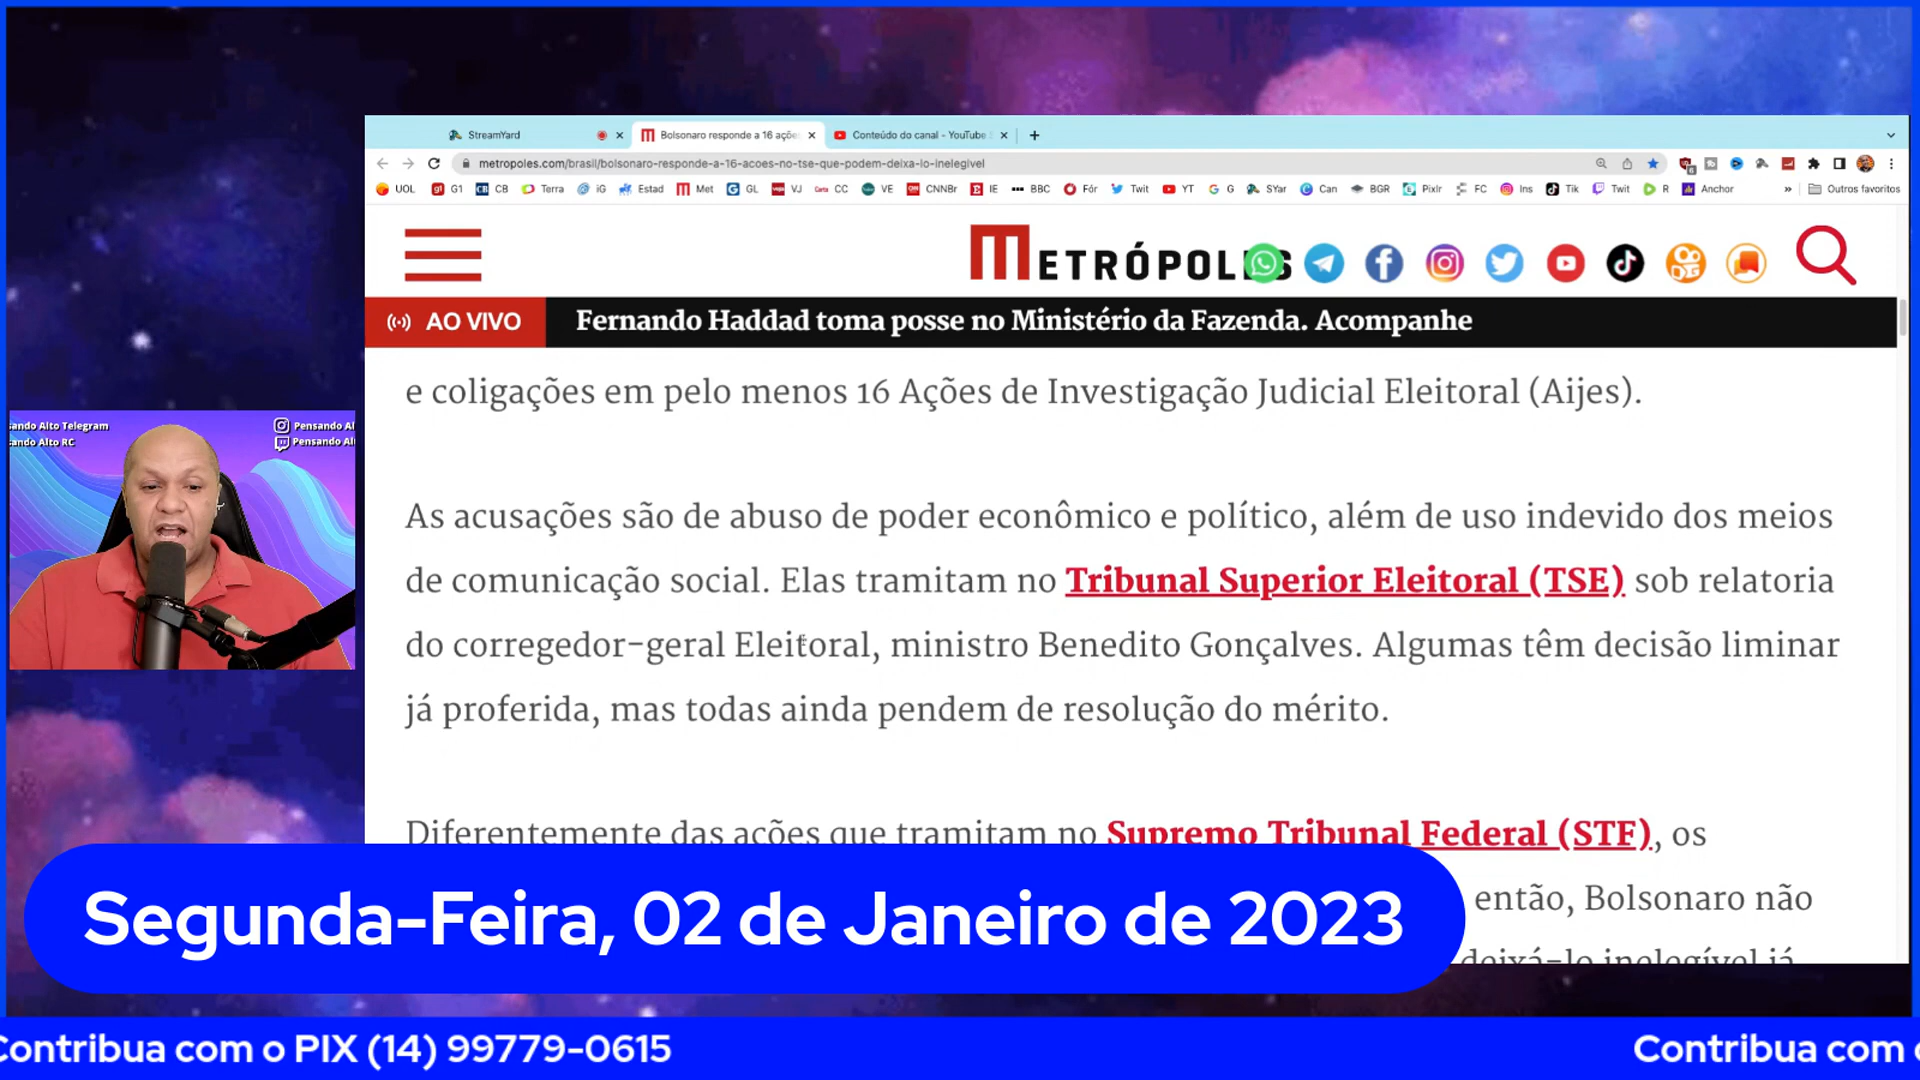 StreamYard
Bolsonaro responde a 16 açõe
Conteúdo do canal - YouTube
metropoles.com/brasil/bolsonaro-responde-a-16-acoes-no-tse-que-podem-deixa-lo-inelegivel
UOL G1 CB Terra iG Estad Met GL VJ CC VE CNNBr IE BBC Fór Twit YT G SYar Can BGR Pixlr FC Ins Tik Twit R Anchor » Outros favoritos
METRÓPOLES
AO VIVO Fernando Haddad toma posse no Ministério da Fazenda. Acompanhe
e coligações em pelo menos 16 Ações de Investigação Judicial Eleitoral (Aijes).
As acusações são de abuso de poder econômico e político, além de uso indevido dos meios
de comunicação social. Elas tramitam no Tribunal Superior Eleitoral (TSE) sob relatoria
do corregedor-geral Eleitoral, ministro Benedito Gonçalves. Algumas têm decisão liminar
já proferida, mas todas ainda pendem de resolução do mérito.
Diferentemente das ações que tramitam no Supremo Tribunal Federal (STF), os
então, Bolsonaro não
deixá-lo inelegível já
sando Alto Telegram
ando Alto RC
Pensando Al
Pensando Al
Segunda-Feira, 02 de Janeiro de 2023
Contribua com o PIX (14) 99779-0615
Contribua com o